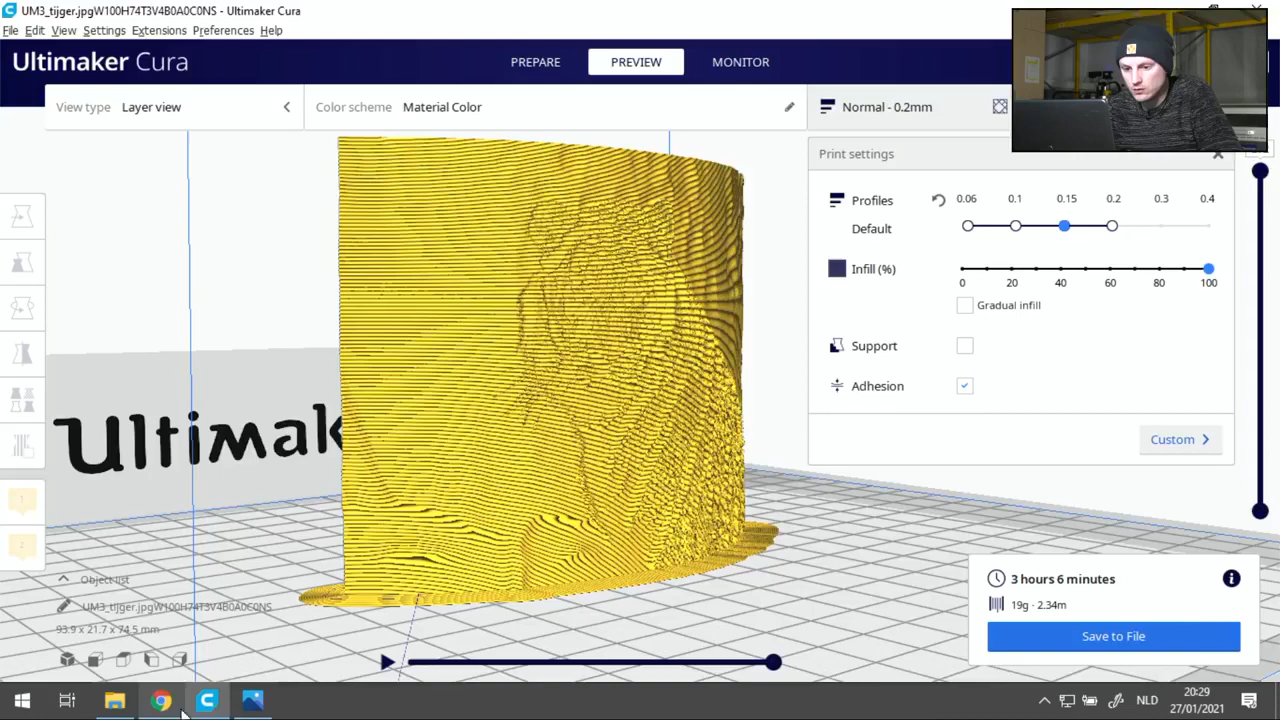 UM3_tijger.jpgW100H74T3V4B0A0C0NS - Ultimaker Cura
File Edit View Settings Extensions Preferences Help
Ultimaker Cura
PREPARE PREVIEW MONITOR
View type Layer view
Color scheme Material Color
Normal - 0.2mm
Print settings
Profiles 0.06 0.1 0.15 0.2 0.3 0.4
Default
Infill (%)
0 20 40 60 80 100
Gradual infill
Support
Adhesion
Custom
Ultimak
Object list
UM3_tijger.jpgW100H74T3V4B0A0C0NS
93.9 x 21.7 x 74.5 mm
3 hours 6 minutes
19g · 2.34m
Save to File
NLD
20:29
27/01/2021